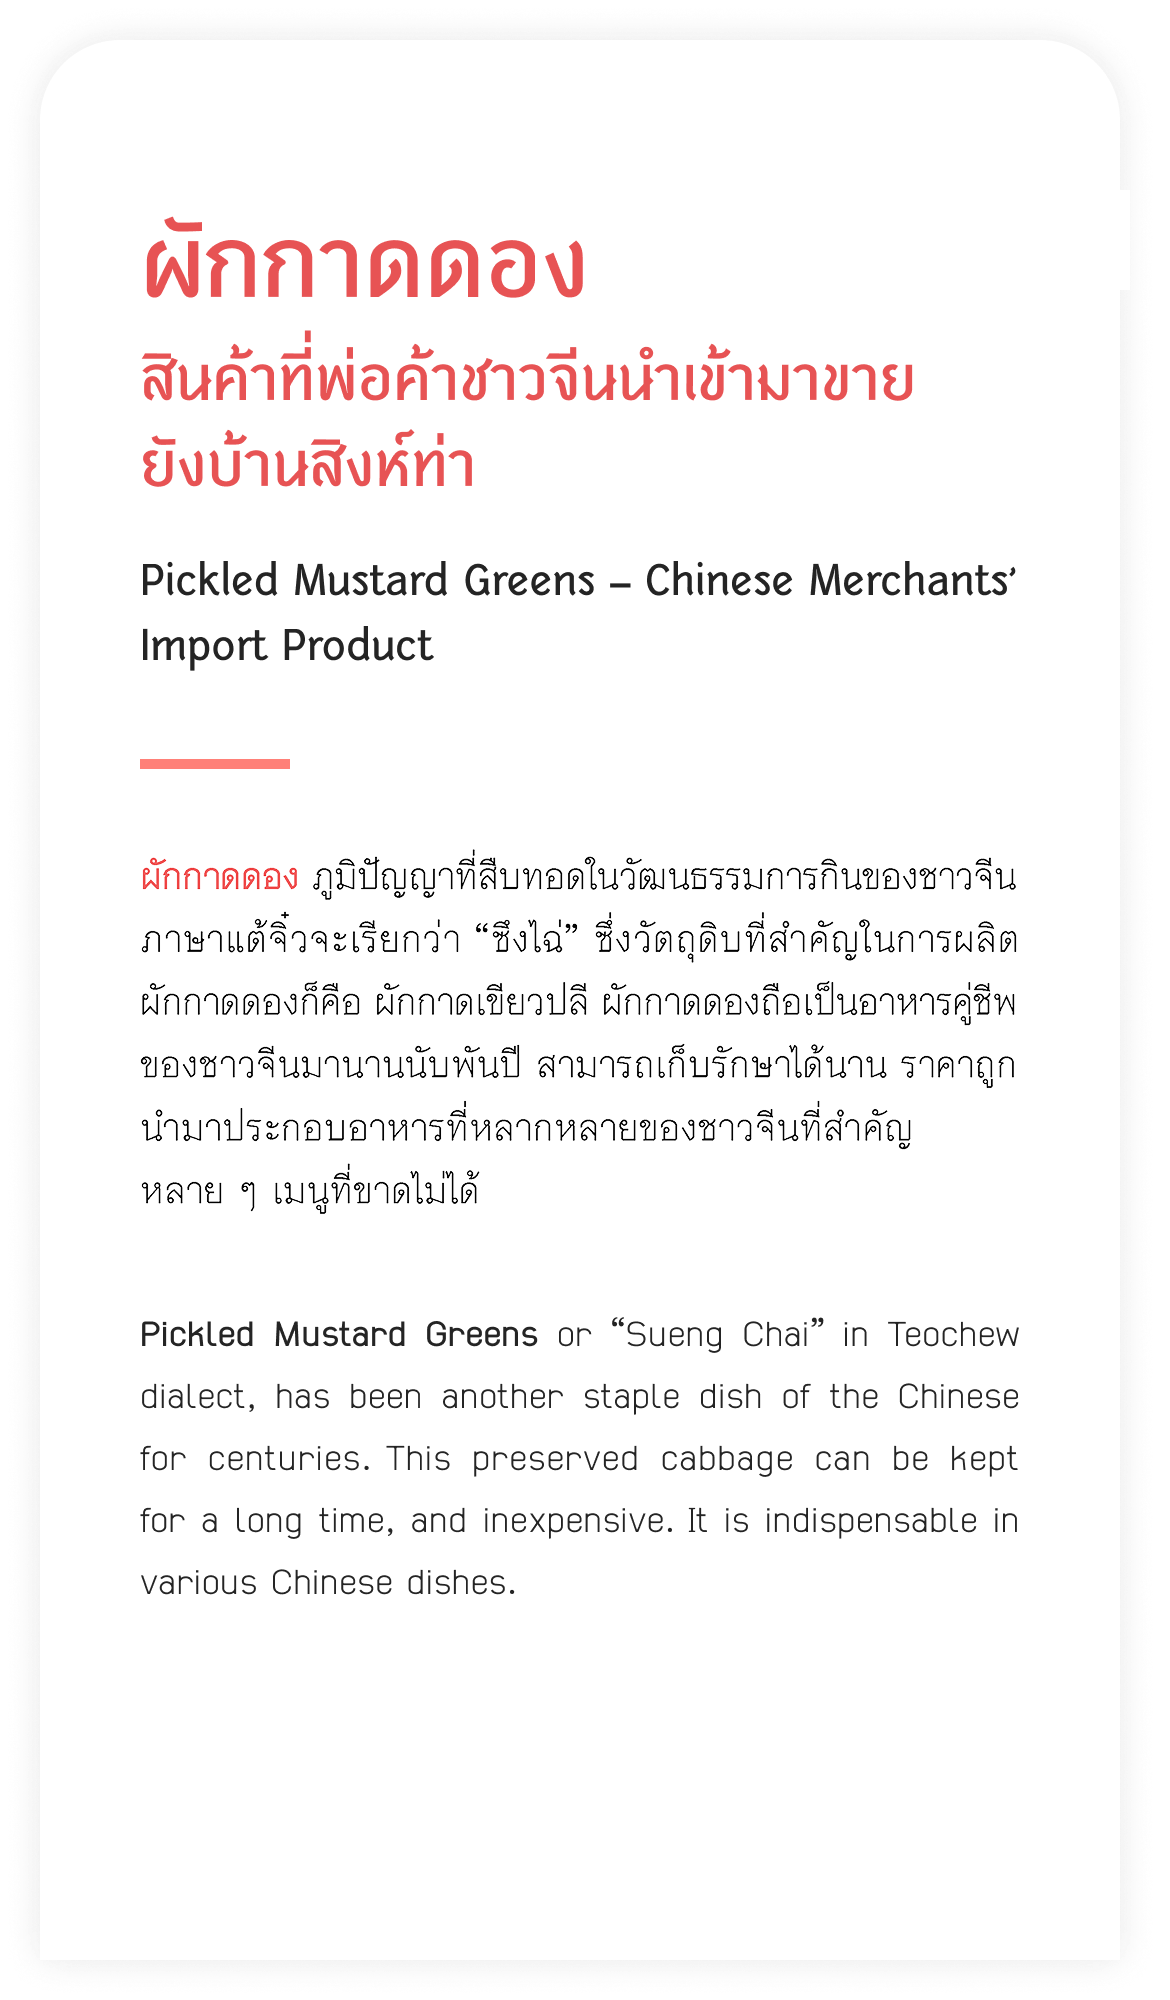 ผักกาดดอง
สินค้าที่พ่อค้าชาวจีนนำเข้ามาขาย
ยังบ้านสิงห์ท่า
Pickled Mustard Greens – Chinese Merchants’
Import Product
ผักกาดดอง ภูมิปัญญาที่สืบทอดในวัฒนธรรมการกินของชาวจีน
ภาษาแต้จิ๋วจะเรียกว่า “ซึงไฉ่” ซึ่งวัตถุดิบที่สำคัญในการผลิต
ผักกาดดองก็คือ ผักกาดเขียวปลี ผักกาดดองถือเป็นอาหารคู่ชีพ
ของชาวจีนมานานนับพันปี สามารถเก็บรักษาได้นาน ราคาถูก
นำมาประกอบอาหารที่หลากหลายของชาวจีนที่สำคัญ
หลาย ๆ เมนูที่ขาดไม่ได้
Pickled Mustard Greens or “Sueng Chai” in Teochew
dialect, has been another staple dish of the Chinese
for centuries. This preserved cabbage can be kept
for a long time, and inexpensive. It is indispensable in
various Chinese dishes.